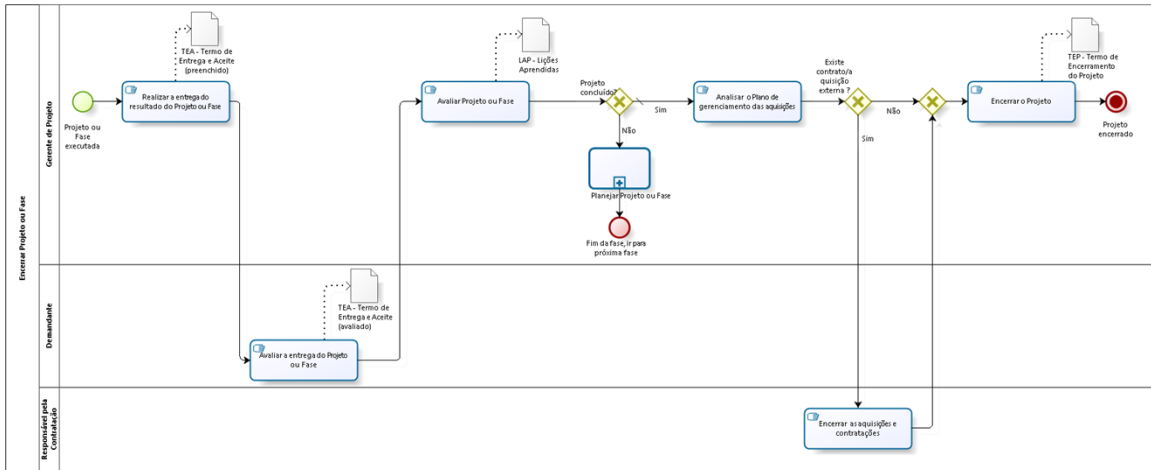 Encerrar Projeto ou Fase
Gerente de Projeto
Projeto ou
Fase
executada
Realizar a entrega do
resultado do Projeto ou Fase
TEA - Termo de
Entrega e Aceite
(preenchido)
Avaliar Projeto ou Fase
LAP - Lições
Aprendidas
Projeto
concluído?
Sim
Não
Planejar Projeto ou Fase
Fim da fase, ir para
próxima fase
Analisar o Plano de
gerenciamento das aquisições
Existe
contrato/a
quisição
externa ?
Não
Sim
Encerrar o Projeto
TEP - Termo de
Encerramento
do Projeto
Projeto
encerrado
Demandante
Avaliar a entrega do Projeto
ou Fase
TEA - Termo de
Entrega e Aceite
(avaliado)
Responsável pela
Contratação
Encerrar as aquisições e
contratações